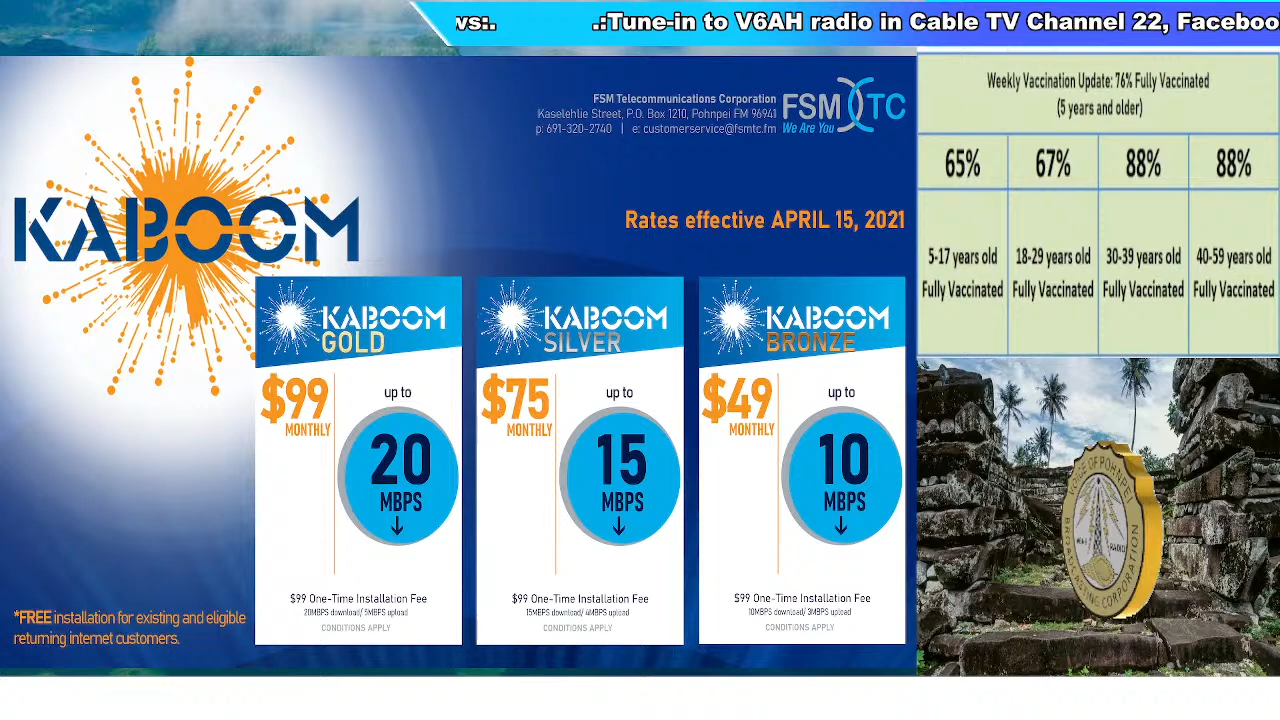 vs:.
.:Tune-in to V6AH radio in Cable TV Channel 22, Faceboo
FSM Telecommunications Corporation
Kaselehlie Street, P.O. Box 1210, Pohnpei FM 96941
p: 691-320-2740 | e: customerservice@fsmtc.fm
FSM TC
We Are You
KABOOM
Rates effective APRIL 15, 2021
KABOOM
GOLD
$99
MONTHLY
up to
20
MBPS
$99 One-Time Installation Fee
20MBPS download/ 5MBPS upload
CONDITIONS APPLY
KABOOM
SILVER
$75
MONTHLY
up to
15
MBPS
$99 One-Time Installation Fee
15MBPS download/ 4MBPS upload
CONDITIONS APPLY
KABOOM
BRONZE
$49
MONTHLY
up to
10
MBPS
$99 One-Time Installation Fee
10MBPS download/ 3MBPS upload
CONDITIONS APPLY
*FREE installation for existing and eligible
returning internet customers.
Weekly Vaccination Update: 76% Fully Vaccinated
(5 years and older)
65% 67% 88% 88%
5-17 years old
Fully Vaccinated
18-29 years old
Fully Vaccinated
30-39 years old
Fully Vaccinated
40-59 years old
Fully Vaccinated
VOICE OF POHNPEI
RADIO
BROADCASTING CORPORATION